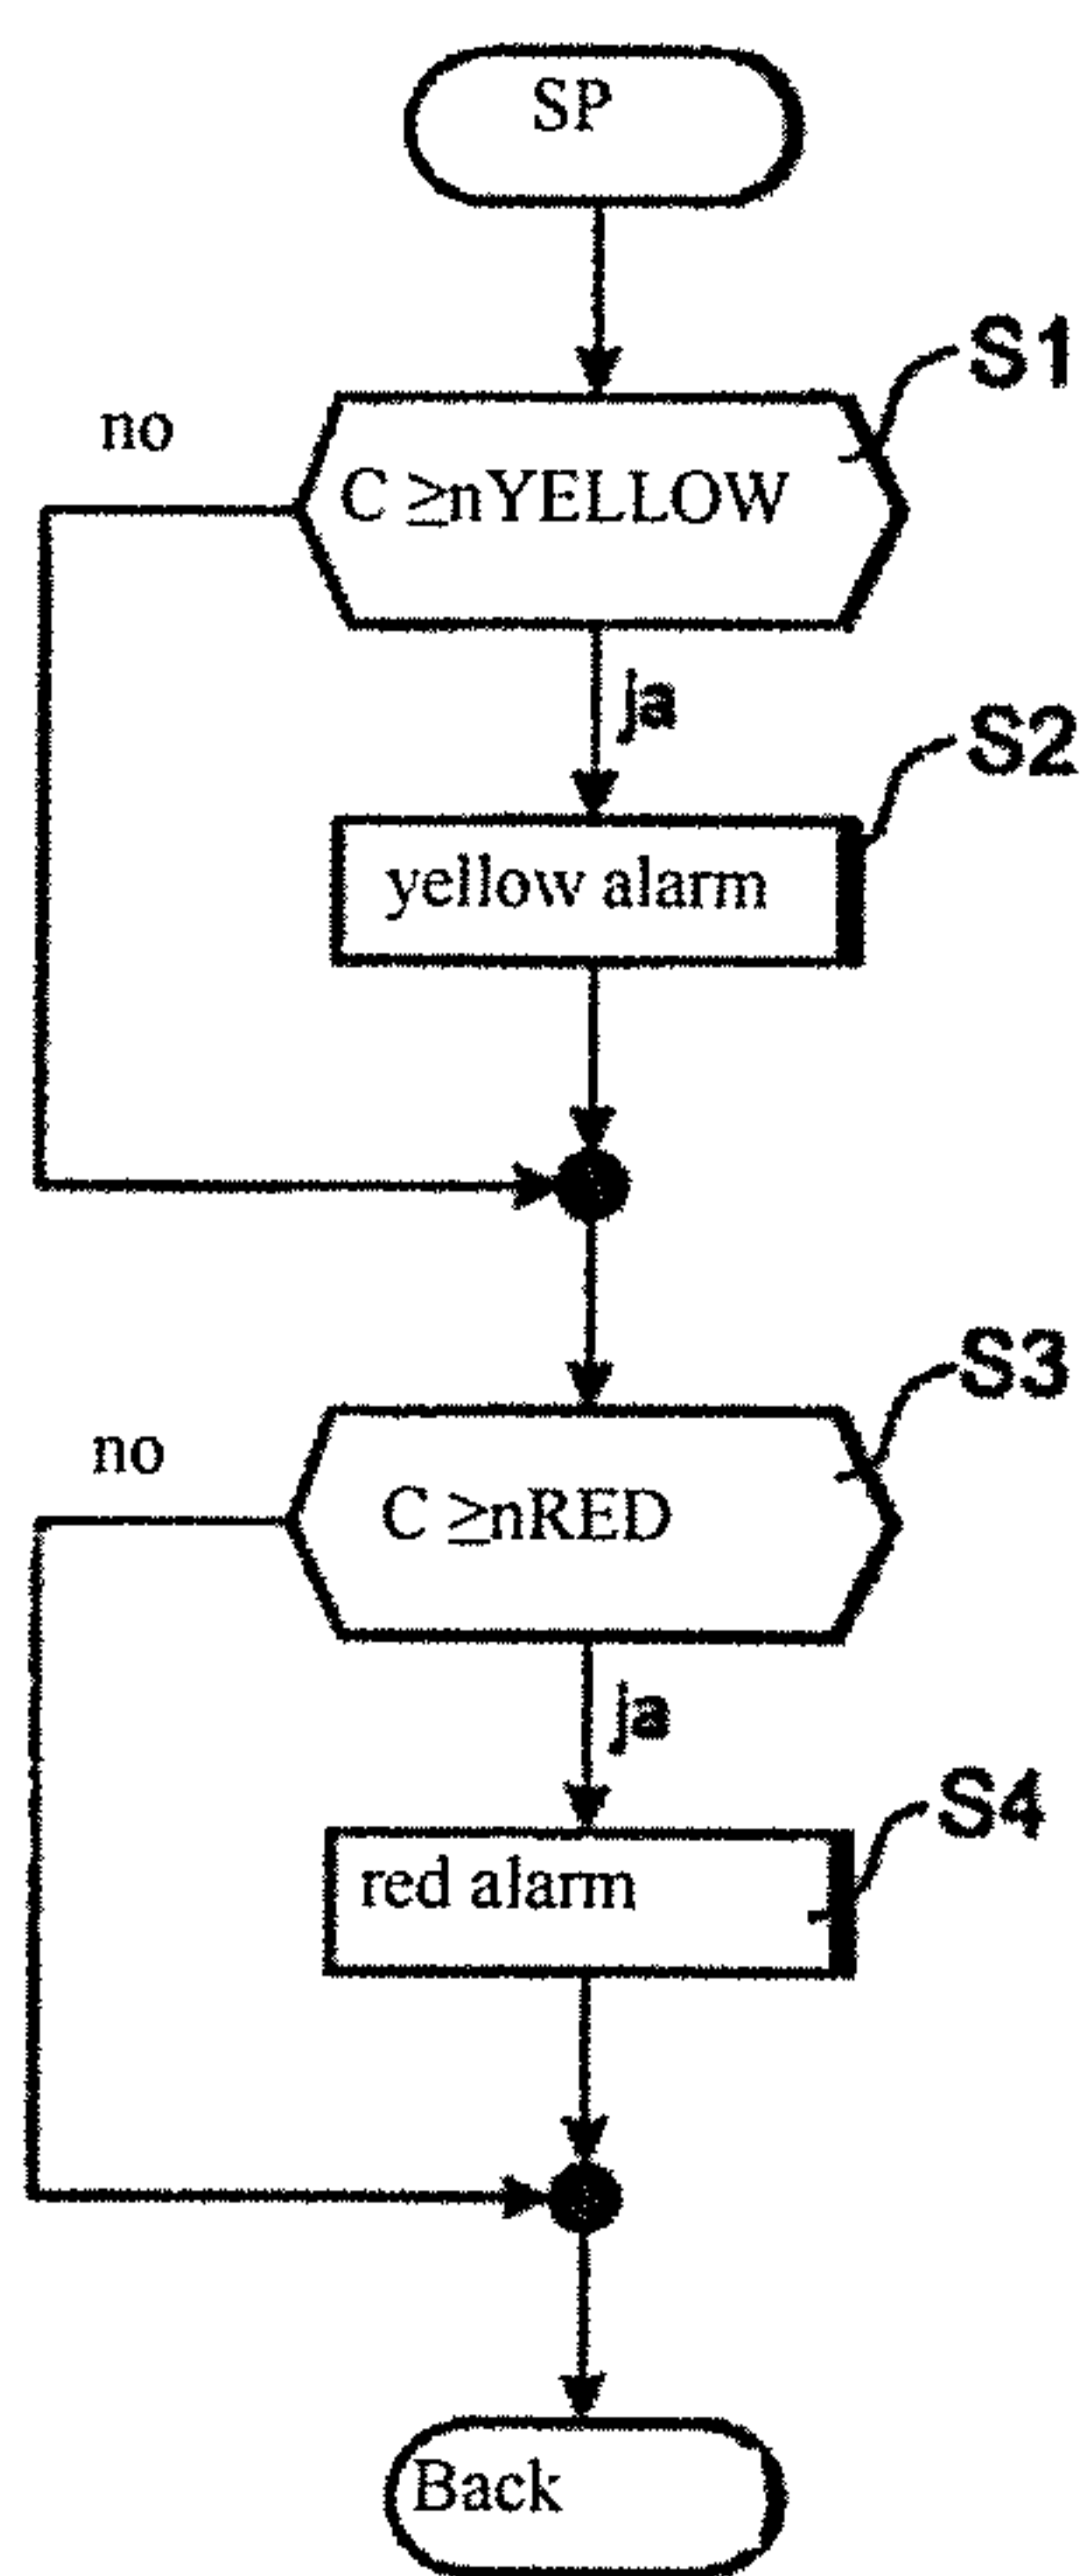 SP
S1
no
C ≥nYELLOW
ja
S2
yellow alarm
S3
no
C ≥nRED
ja
S4
red alarm
Back